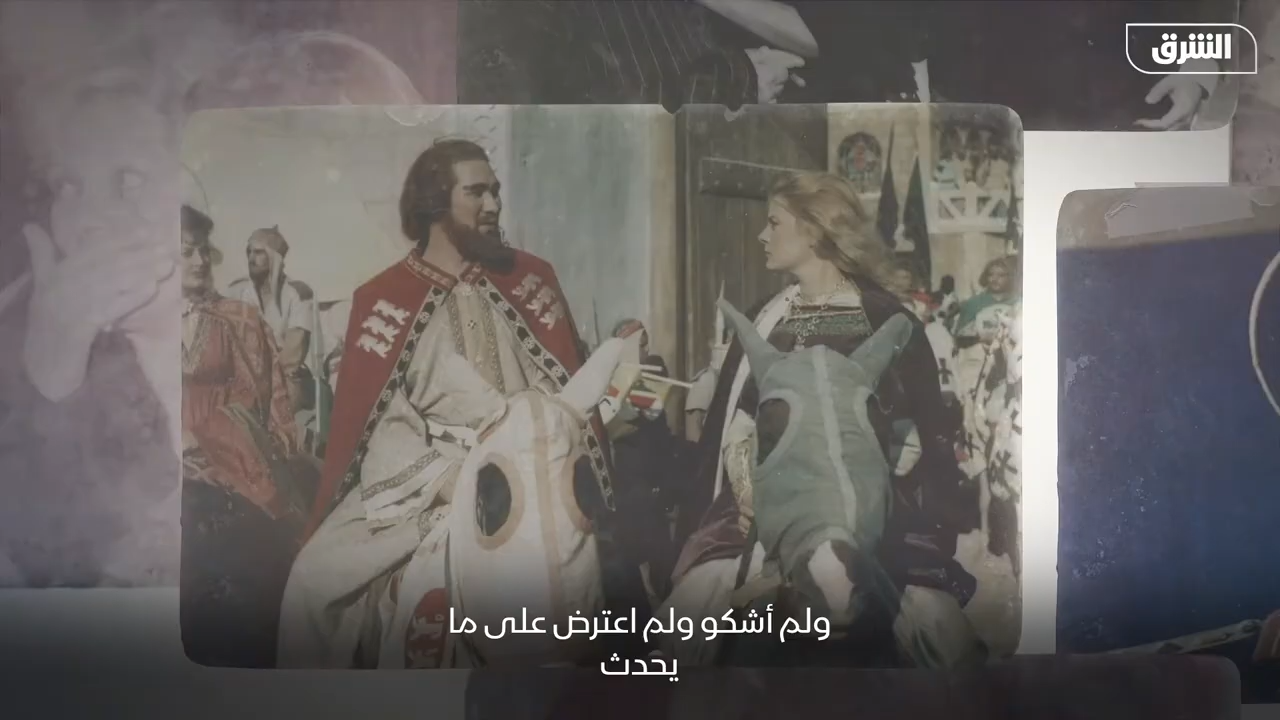 الشرق
ولم أشكو ولم اعترض على ما
يحدث